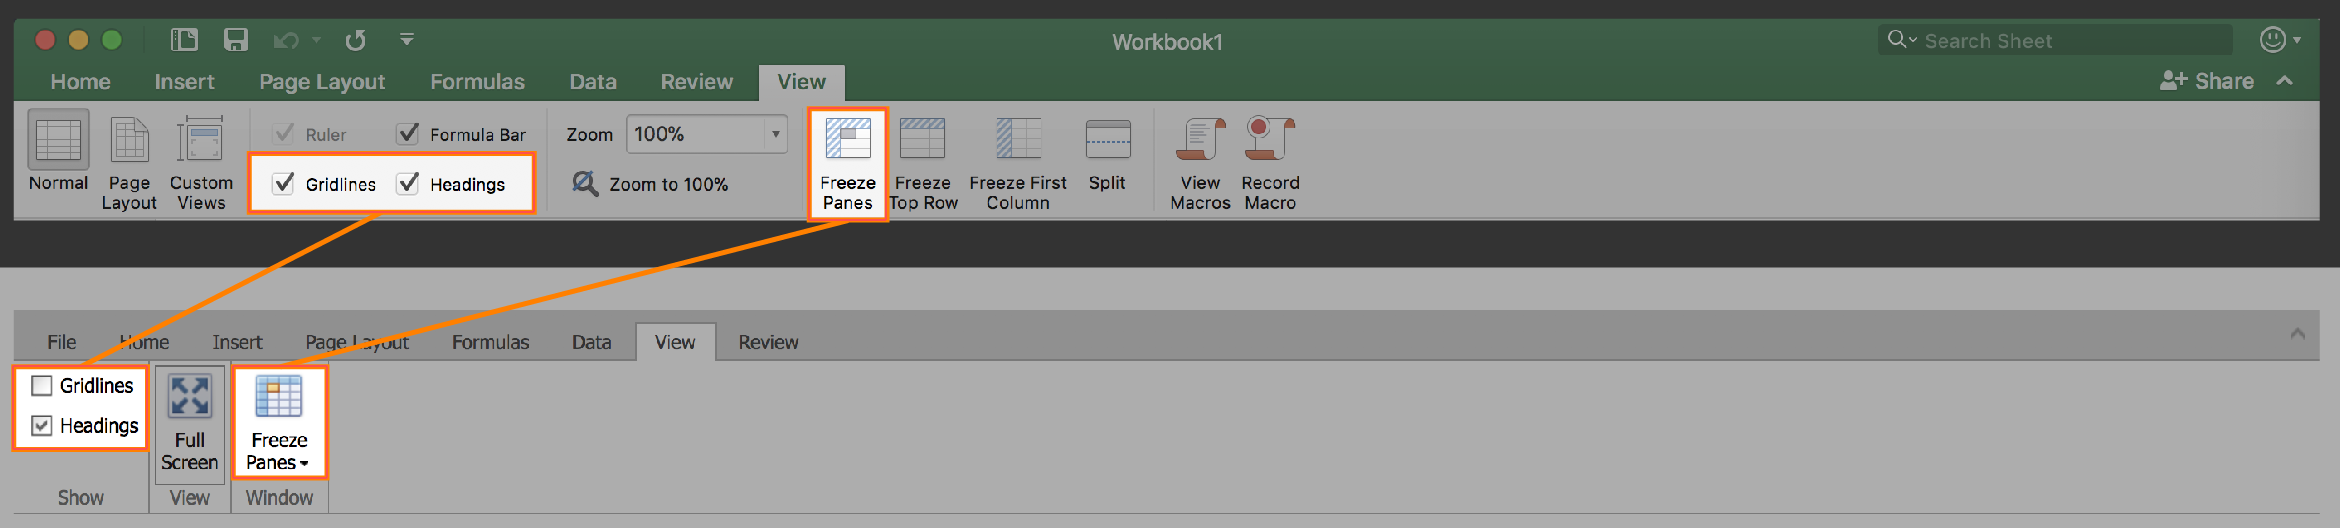 Workbook1
Search Sheet
Home Insert Page Layout Formulas Data Review View
Share
Ruler Formula Bar Zoom 100%
Gridlines Headings Zoom to 100%
Normal Page Layout Custom Views
Freeze Panes Freeze Top Row Freeze First Column Split View Macros Record Macro
File Home Insert Page Layout Formulas Data View Review
Gridlines
Headings
Full Screen
Freeze Panes
Show View Window